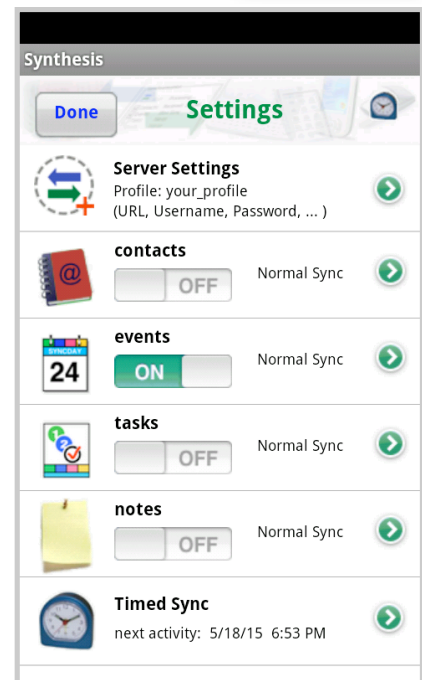 Synthesis
Done
Settings
Server Settings
Profile: your_profile
(URL, Username, Password, ... )
contacts
OFF
Normal Sync
@
events
ON
Normal Sync
SYNCDAY
24
tasks
OFF
Normal Sync
1
2
notes
OFF
Normal Sync
Timed Sync
next activity: 5/18/15 6:53 PM